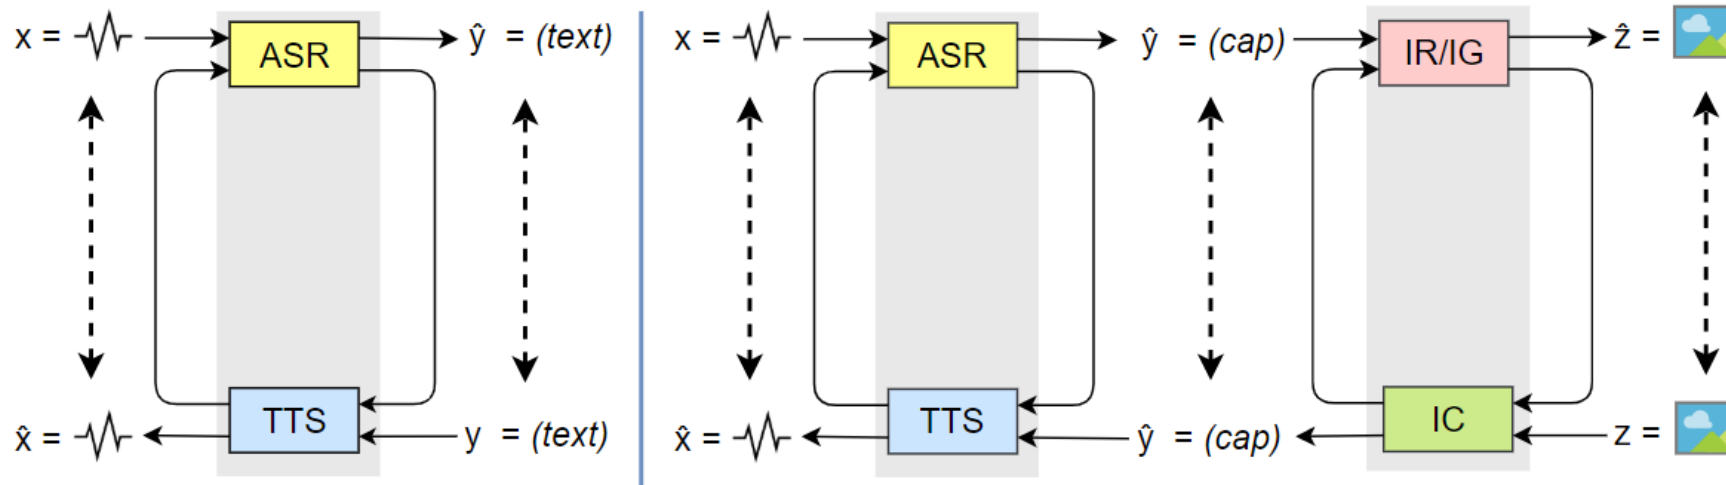 x =
ASR
ŷ = (text)
x̂ =
TTS
y = (text)
x =
ASR
ŷ = (cap)
IR/IG
ẑ =
x̂ =
TTS
ŷ = (cap)
IC
z =